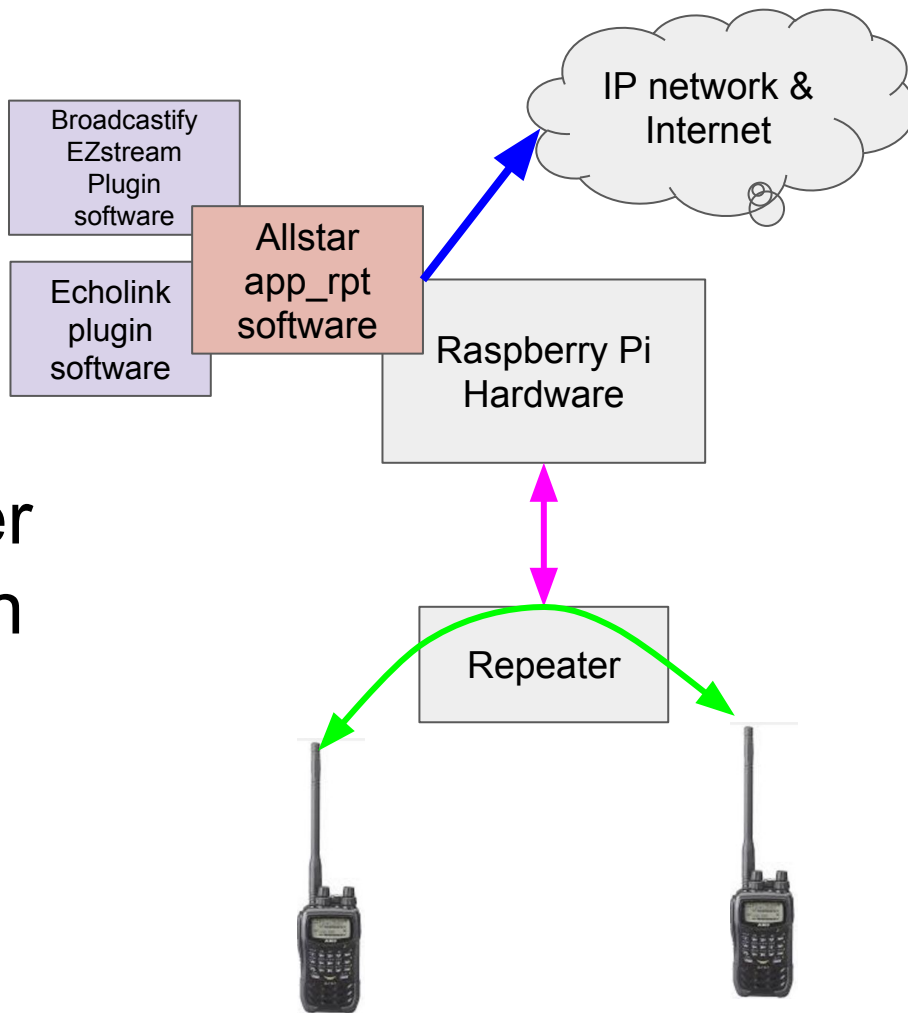 IP network &
Internet
Broadcastify
EZstream
Plugin
software
Allstar
app_rpt
software
Echolink
plugin
software
Raspberry Pi
Hardware
Repeater